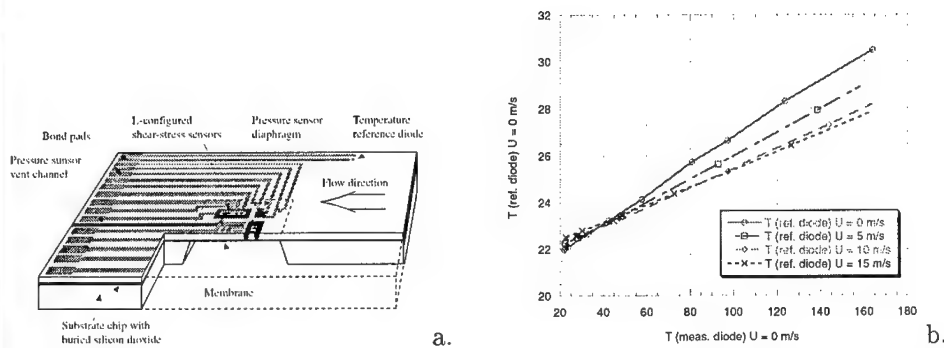 L-configured
shear-stress sensors
Pressure sensor
diaphragm
Temperature
reference diode
Bond pads
Pressure sunsor
vent channel
Flow direction
Membrane
Substrate chip with
buried silicon dioxide
a.
T (ref. diode) U = 0 m/s
32
30
28
26
24
22
20
20 40 60 80 100 120 140 160 180
T (meas. diode) U = 0 m/s
T (ref. diode) U = 0 m/s
T (ref. diode) U = 5 m/s
T (ref. diode) U = 10 m/s
T (ref. diode) U = 15 m/s
b.